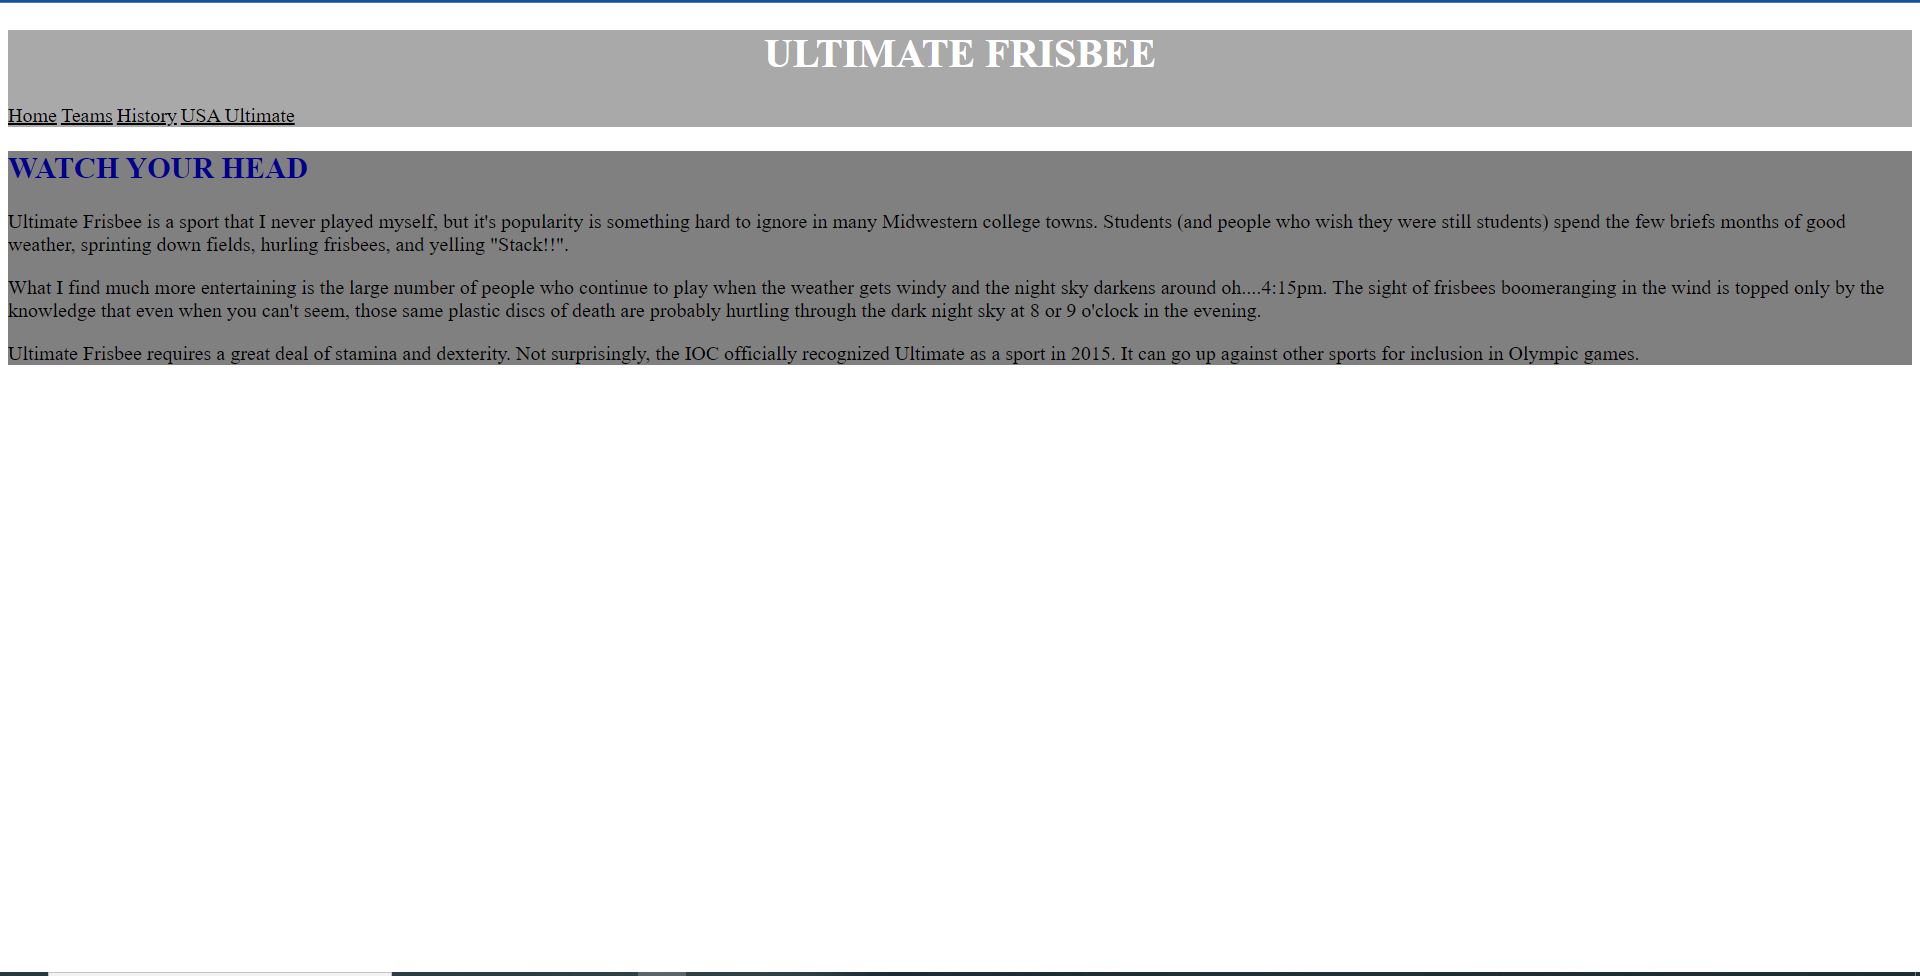 ULTIMATE FRISBEE
Home Teams History USA Ultimate
WATCH YOUR HEAD
Ultimate Frisbee is a sport that I never played myself, but it's popularity is something hard to ignore in many Midwestern college towns. Students (and people who wish they were still students) spend the few briefs months of good
weather, sprinting down fields, hurling frisbees, and yelling "Stack!!".
What I find much more entertaining is the large number of people who continue to play when the weather gets windy and the night sky darkens around oh....4:15pm. The sight of frisbees boomeranging in the wind is topped only by the
knowledge that even when you can't seem, those same plastic discs of death are probably hurtling through the dark night sky at 8 or 9 o'clock in the evening.
Ultimate Frisbee requires a great deal of stamina and dexterity. Not surprisingly, the IOC officially recognized Ultimate as a sport in 2015. It can go up against other sports for inclusion in Olympic games.